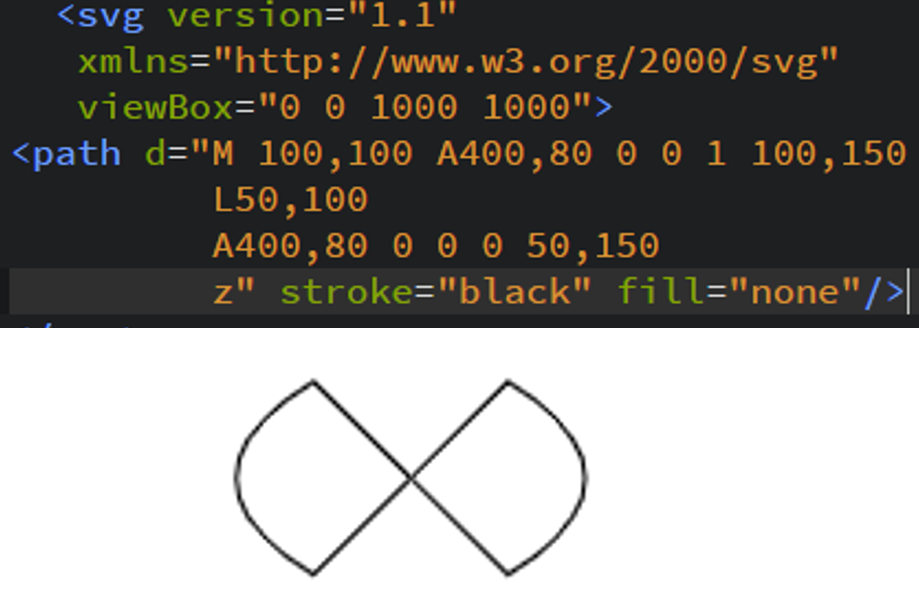 <svg version="1.1"
xmlns="http://www.w3.org/2000/svg"
viewBox="0 0 1000 1000">
<path d="M 100,100 A400,80 0 0 1 100,150
L50,100
A400,80 0 0 0 50,150
z" stroke="black" fill="none"/>